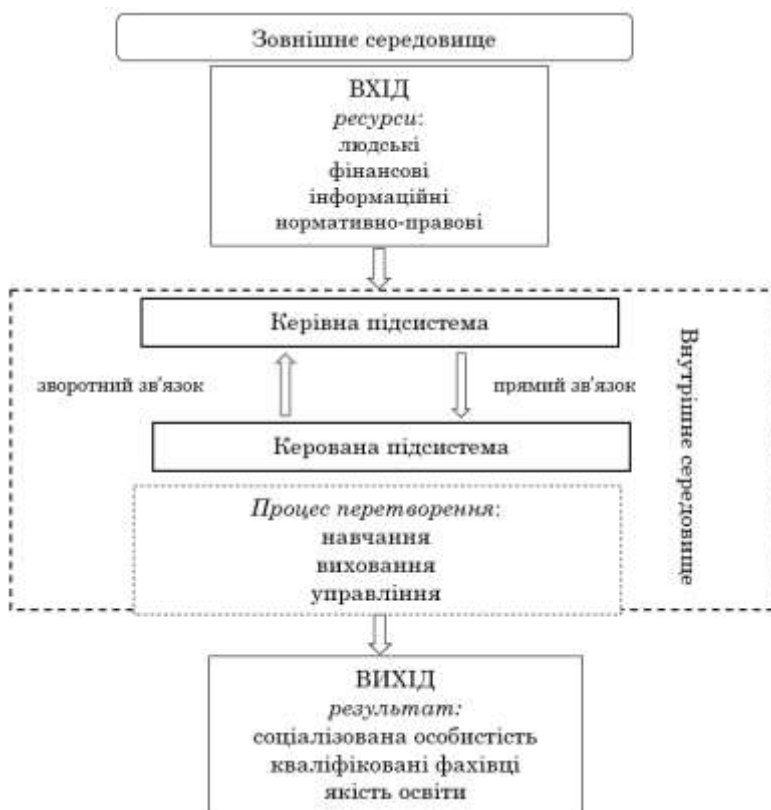 Зовнішнє середовище
ВХІД
ресурси:
людські
фінансові
інформаційні
нормативно-правові
Керівна підсистема
зворотний зв'язок
прямий зв'язок
Керована підсистема
Внутрішнє середовище
Процес перетворення:
навчання
виховання
управління
ВИХІД
результат:
соціалізована особистість
кваліфіковані фахівці
якість освіти